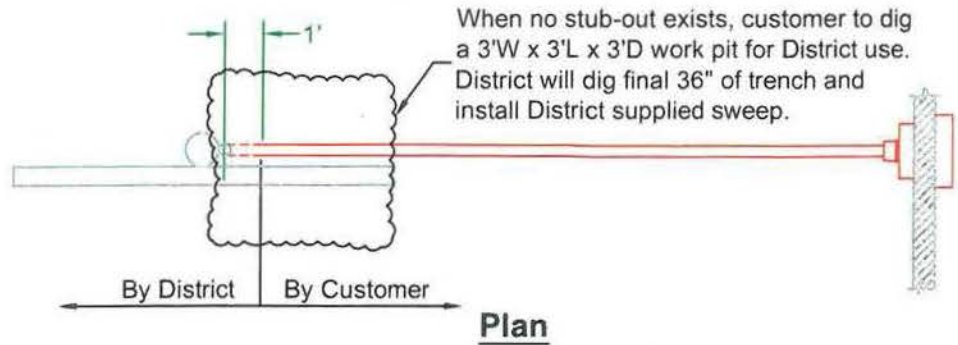 When no stub-out exists, customer to dig
1'
a 3'W x 3'L x 3'D work pit for District use.
District will dig final 36" of trench and
install District supplied sweep.
By District
By Customer
Plan